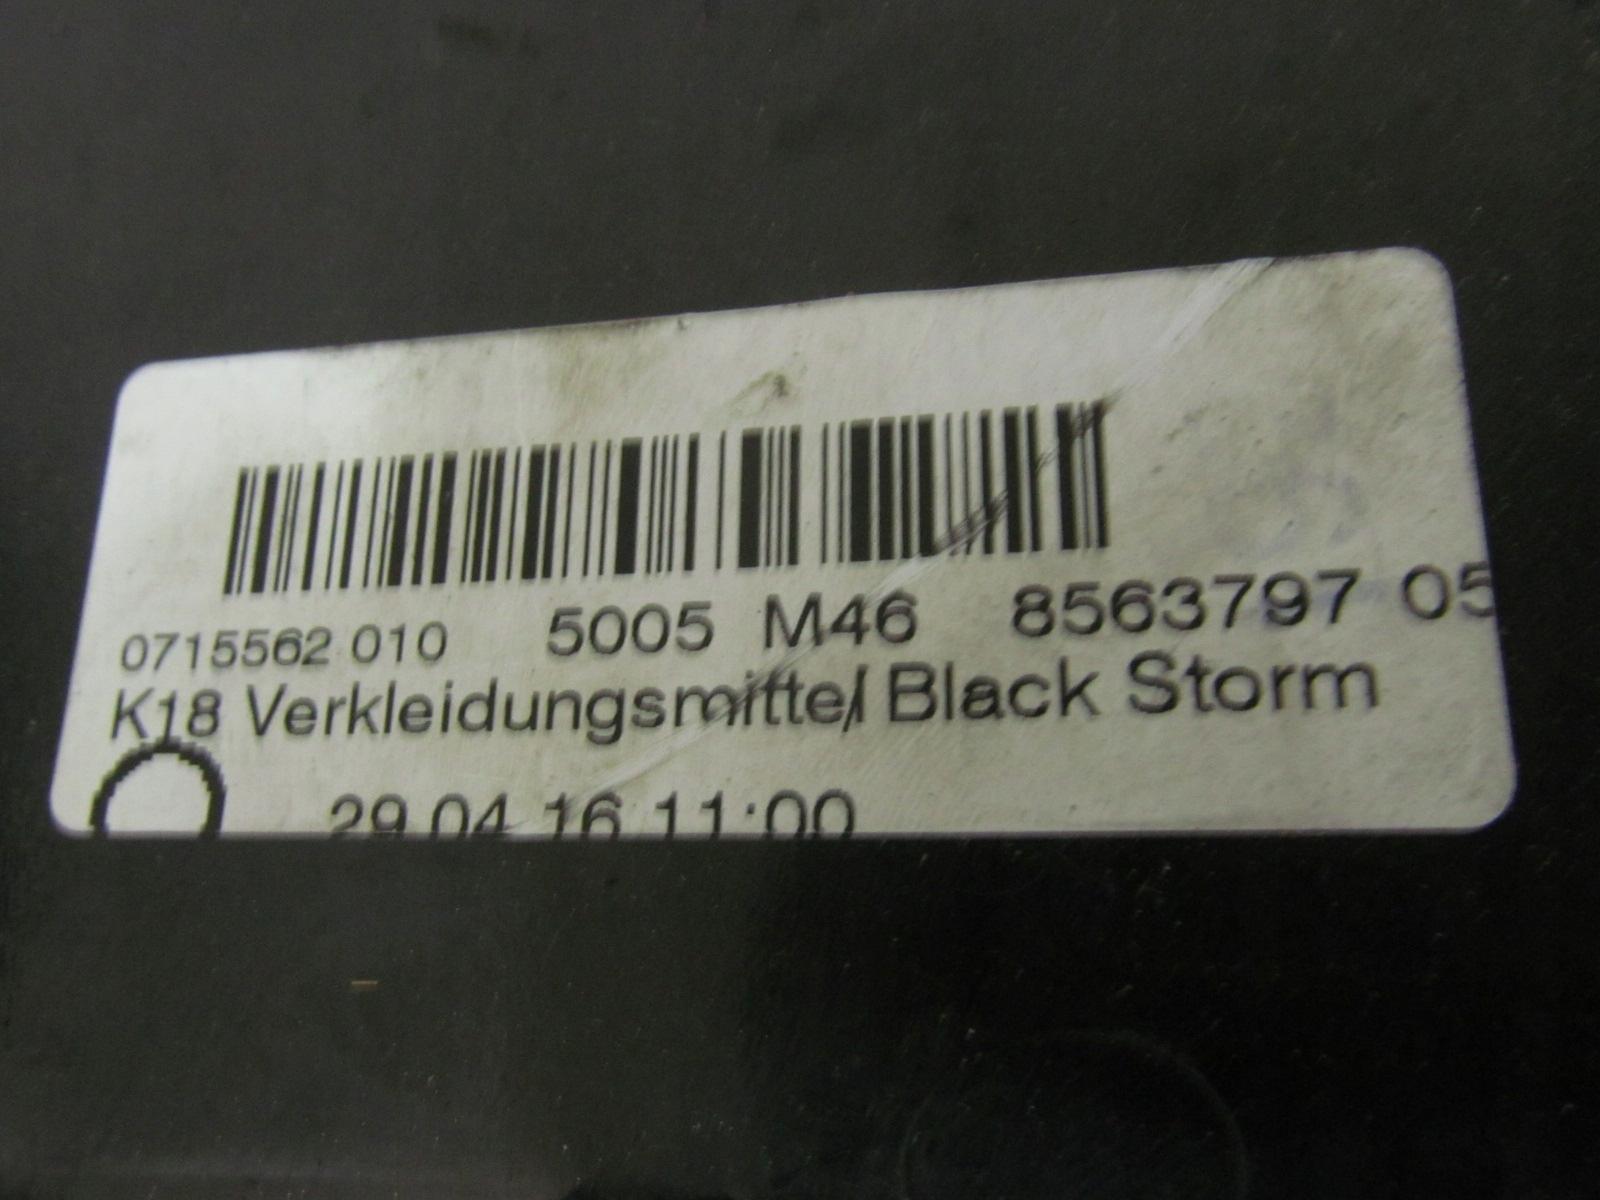 0715562 010 5005 M46 8563797 05
K18 Verkleidungsmittel Black Storm
29.04.16 11:00